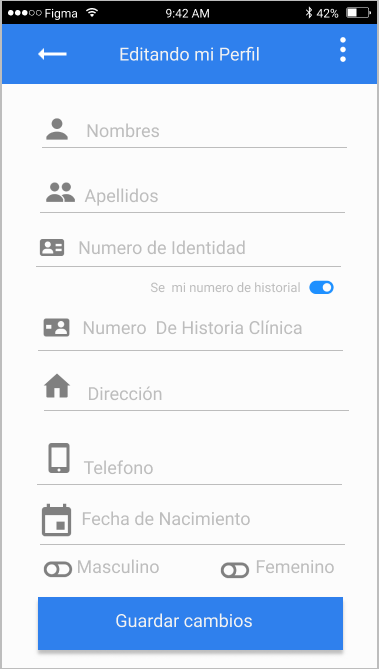 Figma 9:42 AM 42%
Editando mi Perfil
Nombres
Apellidos
Numero de Identidad
Se mi numero de historial
Numero De Historia Clínica
Dirección
Telefono
Fecha de Nacimiento
Masculino Femenino
Guardar cambios